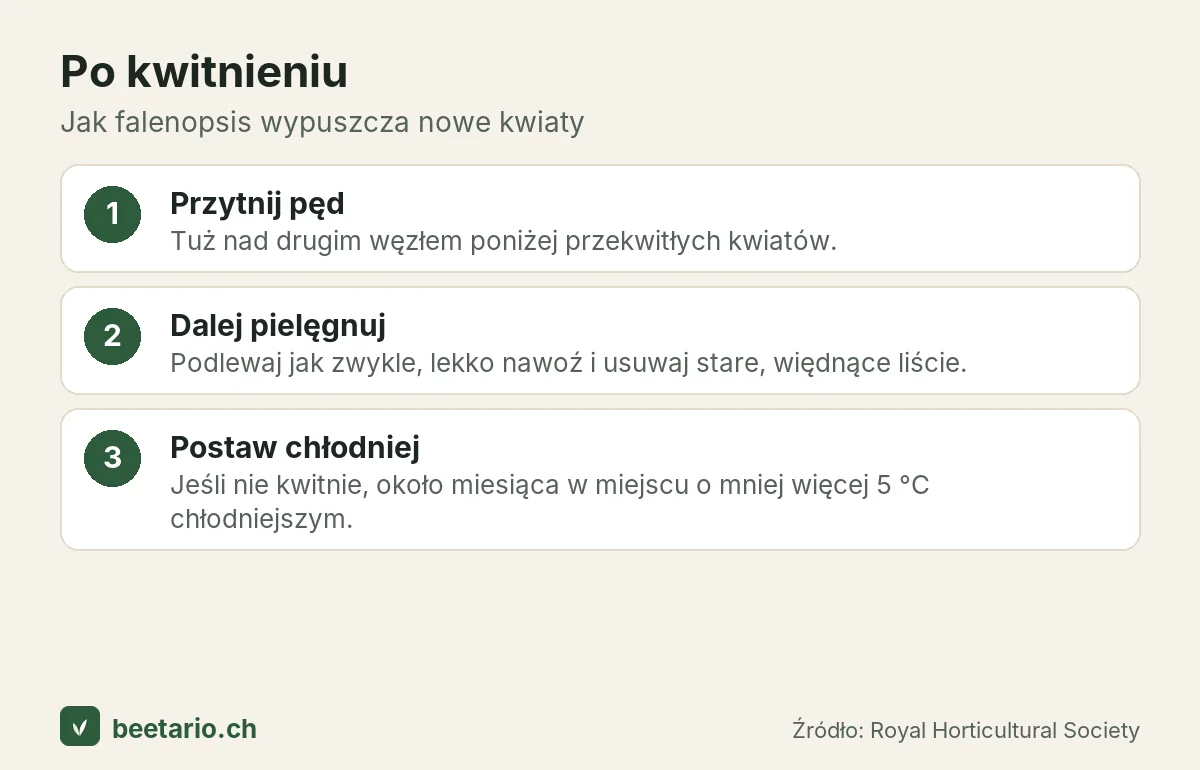 Po kwitnieniu
Jak falenopsis wypuszcza nowe kwiaty
1
Przytnij pęd
Tuż nad drugim węzłem poniżej przekwitłych kwiatów.
2
Dalej pielęgnuj
Podlewaj jak zwykle, lekko nawoź i usuwaj stare, więdnące liście.
3
Postaw chłodniej
Jeśli nie kwitnie, około miesiąca w miejscu o mniej więcej 5 °C
chłodniejszym.
beetario.ch
Źródło: Royal Horticultural Society